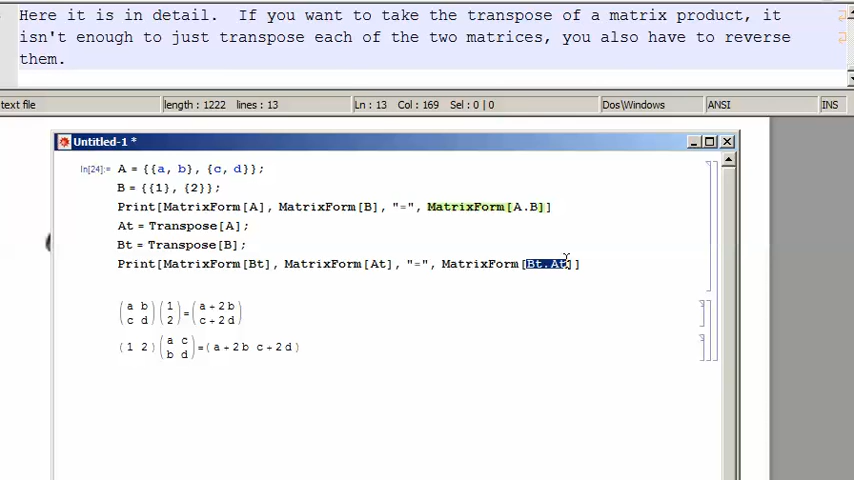 Here it is in detail.  If you want to take the transpose of a matrix product, it
isn't enough to just transpose each of the two matrices, you also have to reverse
them.
text file length : 1222 lines : 13 Ln : 13 Col : 169 Sel : 0 | 0 Dos\Windows ANSI INS
Untitled-1 *
In[24]:= A = {{a, b}, {c, d}};
B = {{1}, {2}};
Print[MatrixForm[A], MatrixForm[B], "=", MatrixForm[A.B]]
At = Transpose[A];
Bt = Transpose[B];
Print[MatrixForm[Bt], MatrixForm[At], "=", MatrixForm[Bt.At]]
(a b
c d)(1
2)=(a + 2 b
c + 2 d)
(1 2)(a c
b d)=(a + 2 b c + 2 d)